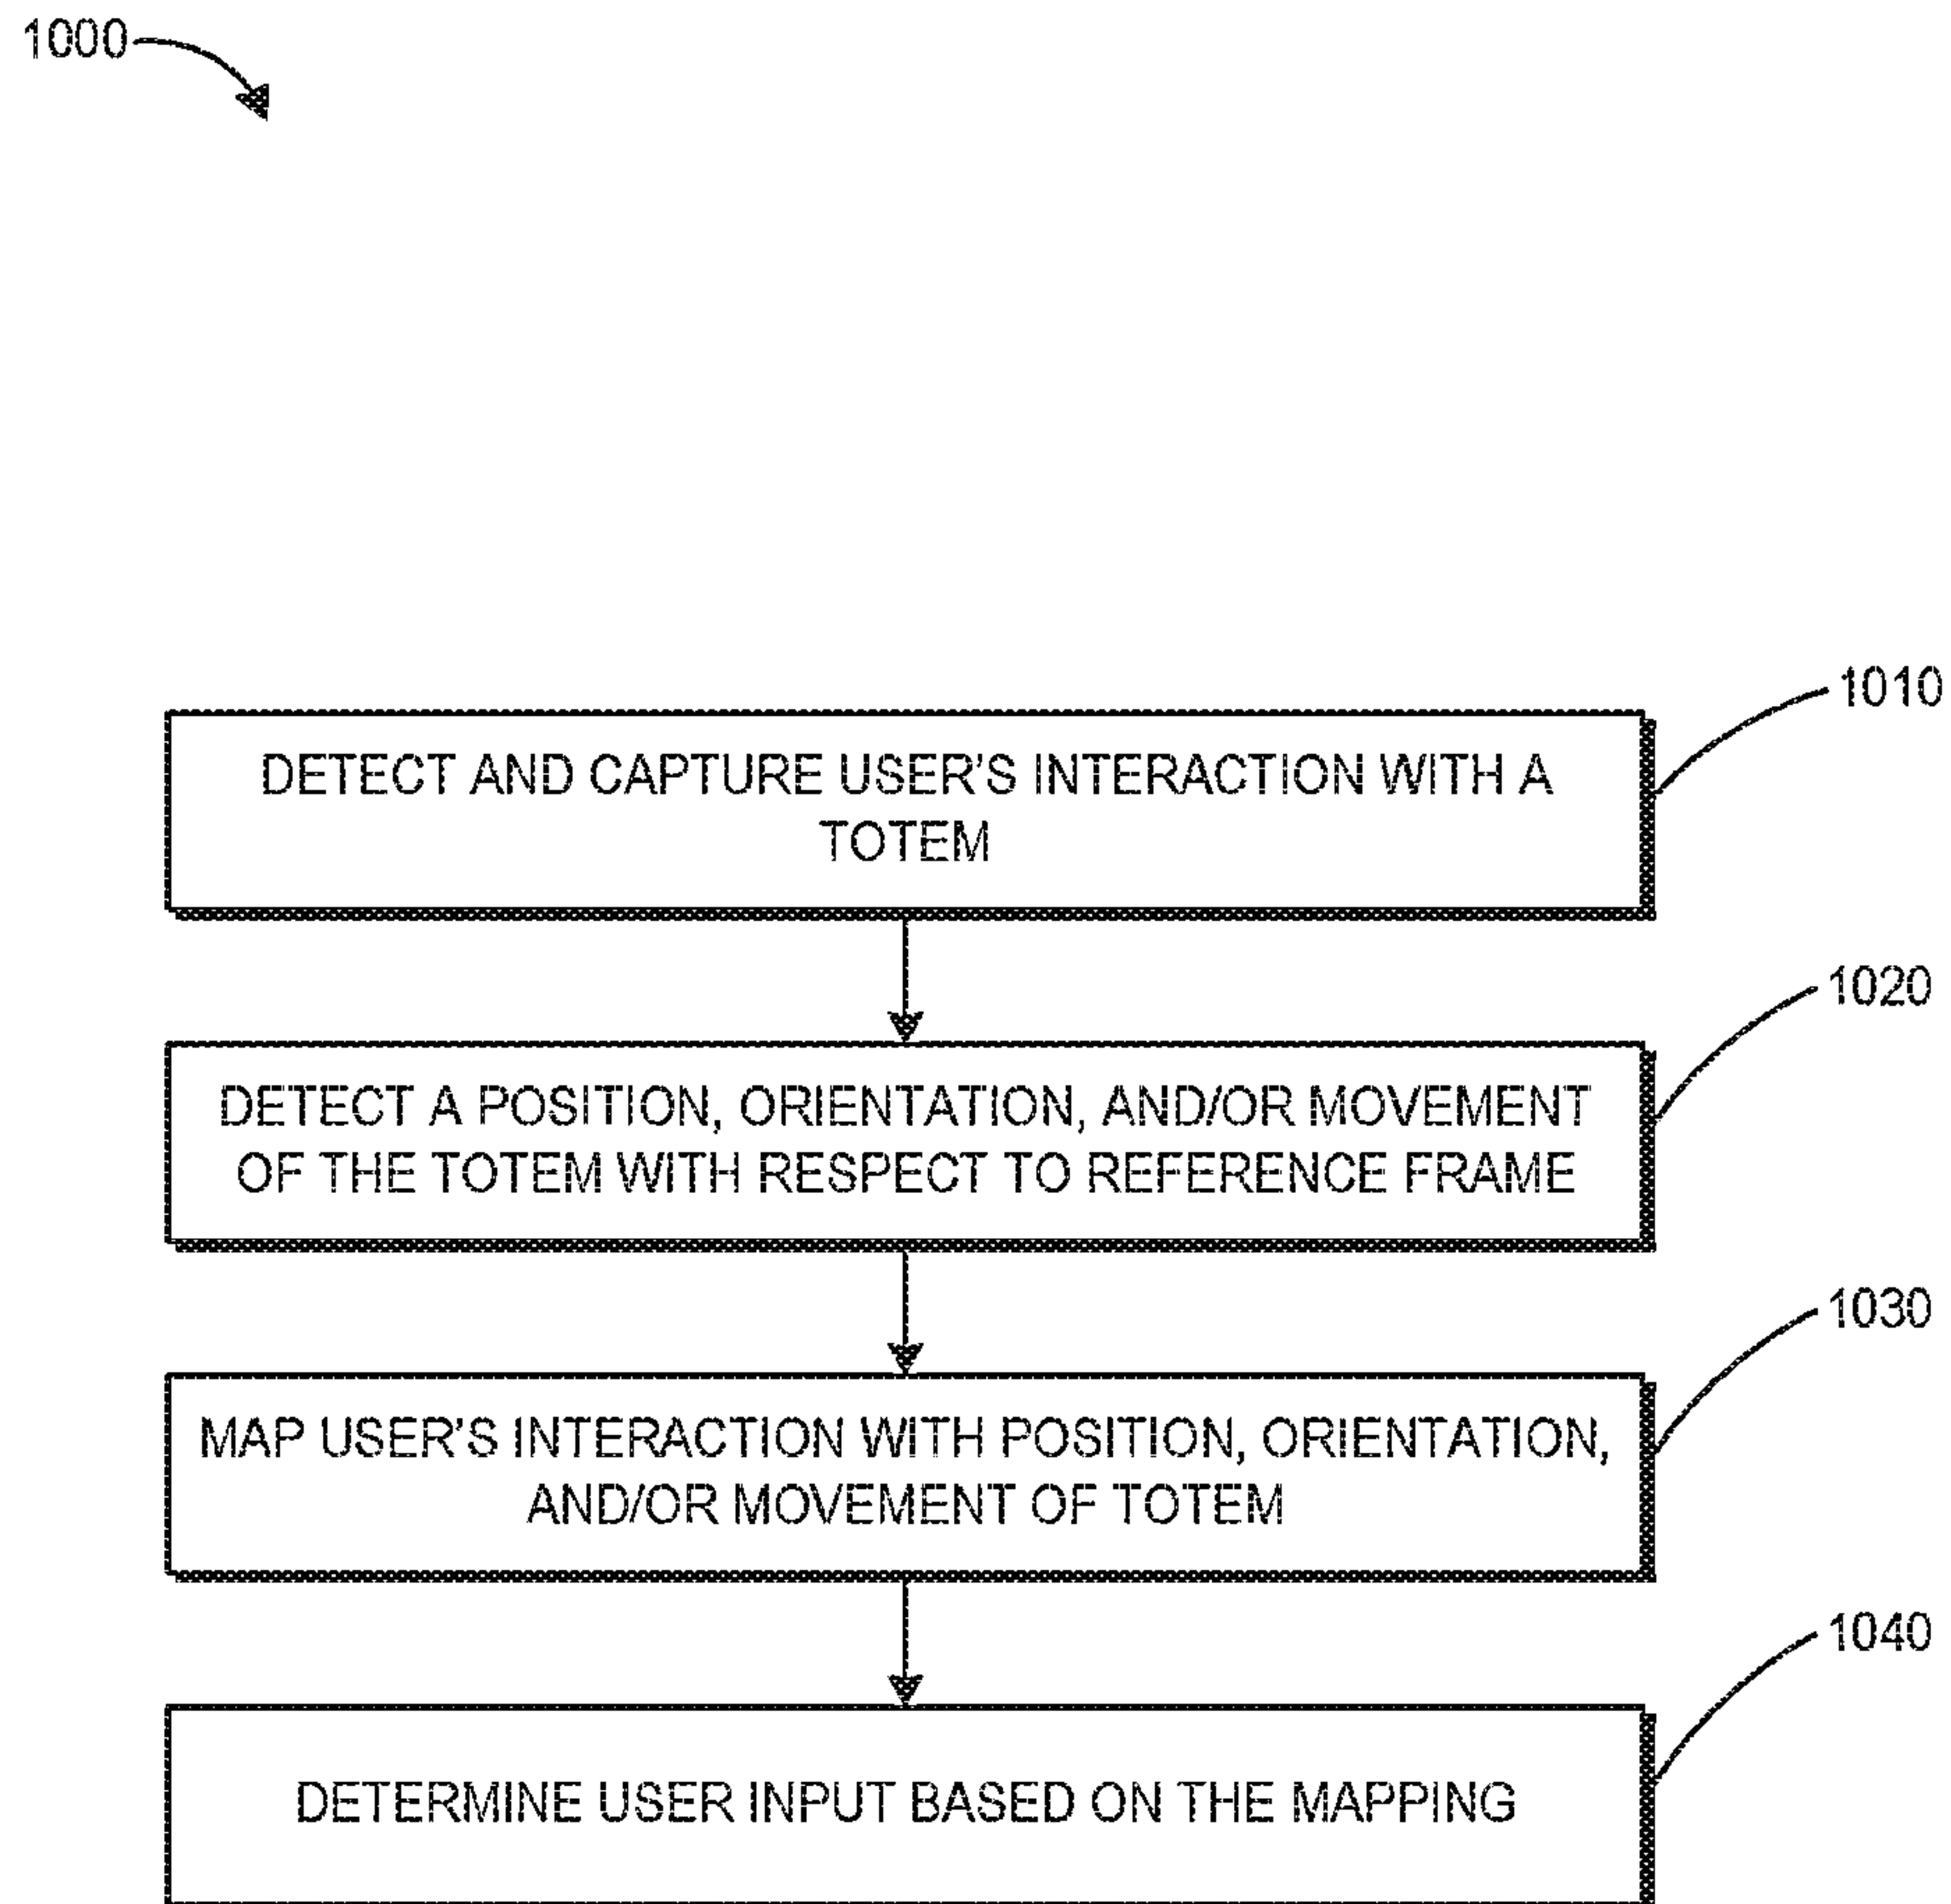 1000
1010
DETECT AND CAPTURE USER'S INTERACTION WITH A
TOTEM
1020
DETECT A POSITION, ORIENTATION, AND/OR MOVEMENT
OF THE TOTEM WITH RESPECT TO REFERENCE FRAME
1030
MAP USER'S INTERACTION WITH POSITION, ORIENTATION,
AND/OR MOVEMENT OF TOTEM
1040
DETERMINE USER INPUT BASED ON THE MAPPING